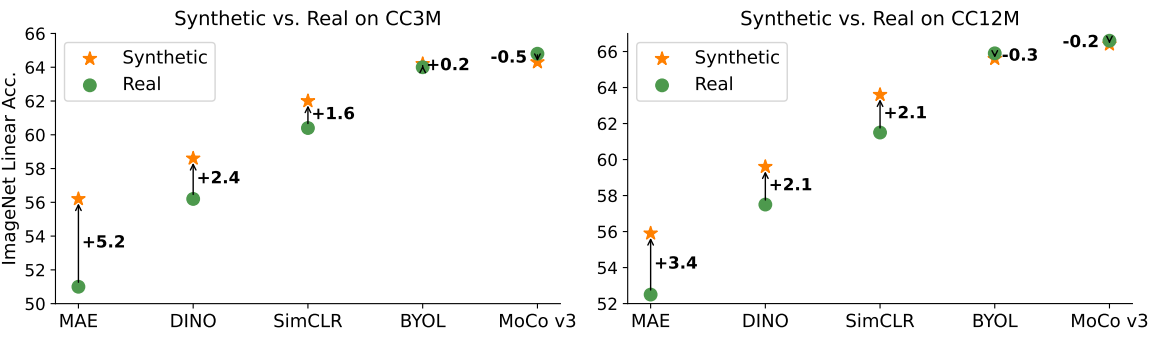 Synthetic vs. Real on CC3M
ImageNet Linear Acc.
66
64
62
60
58
56
54
52
50
Synthetic
Real
+5.2
+2.4
+1.6
+0.2
-0.5
MAE
DINO
SimCLR
BYOL
MoCo v3
Synthetic vs. Real on CC12M
66
64
62
60
58
56
54
52
Synthetic
Real
+3.4
+2.1
+2.1
-0.3
-0.2
MAE
DINO
SimCLR
BYOL
MoCo v3